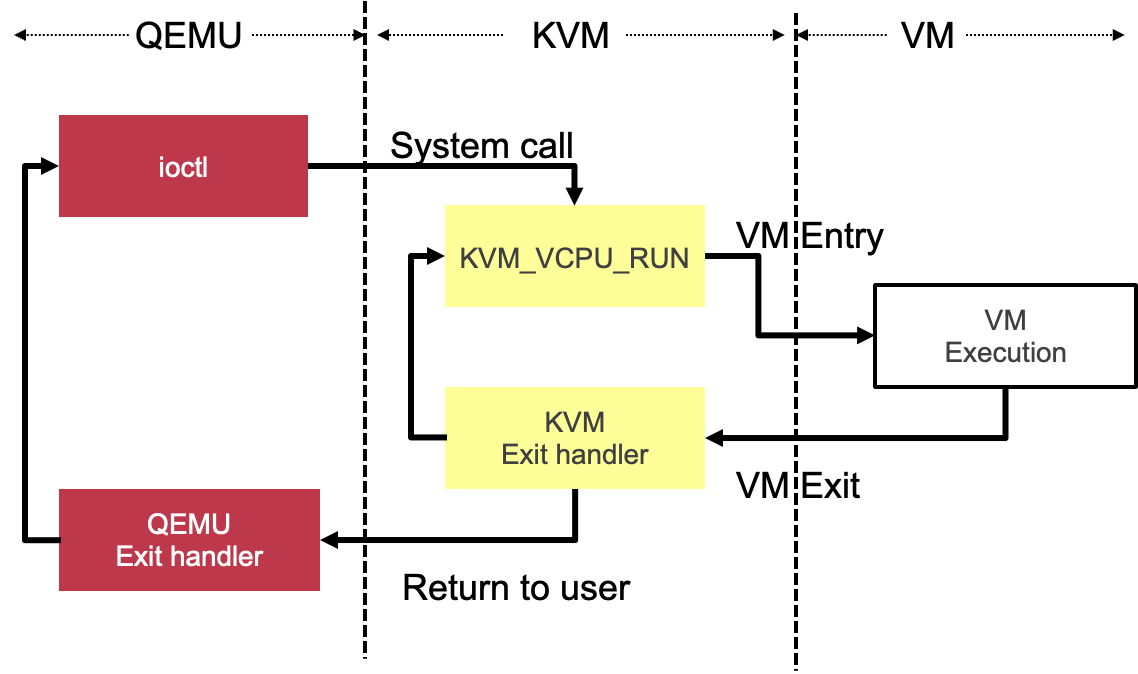 QEMU
KVM
VM
ioctl
System call
KVM_VCPU_RUN
VM Entry
VM
Execution
KVM
Exit handler
VM Exit
QEMU
Exit handler
Return to user